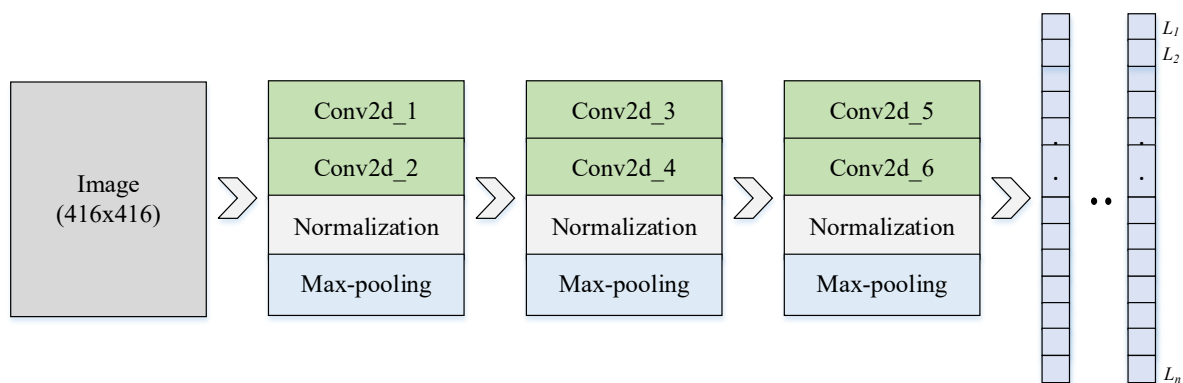 Image
(416x416)
Conv2d_1
Conv2d_2
Normalization
Max-pooling
Conv2d_3
Conv2d_4
Normalization
Max-pooling
Conv2d_5
Conv2d_6
Normalization
Max-pooling
L1
L2
Ln